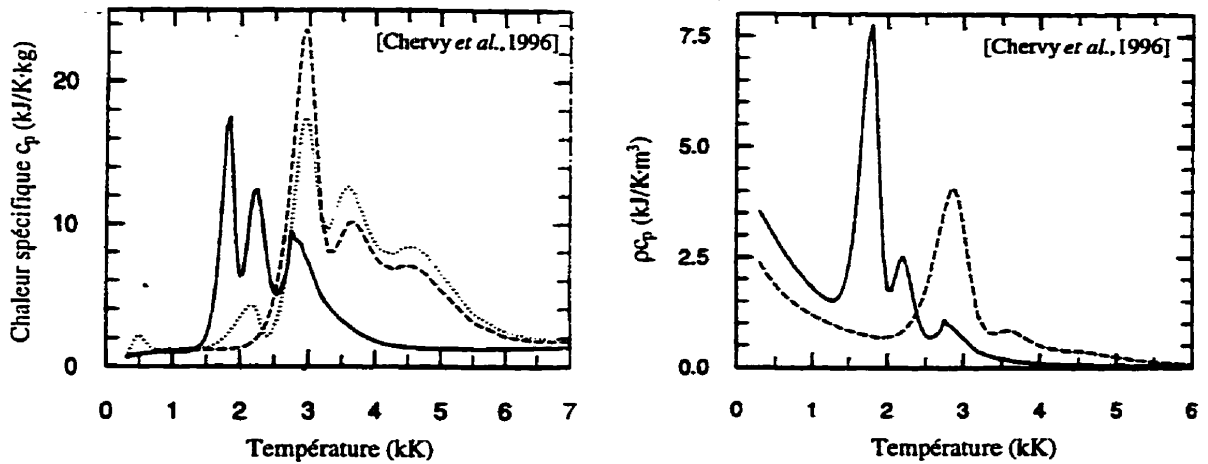 [Chervy et al., 1996]
Chaleur spécifique cp (kJ/K·kg)
20
10
0
0 1 2 3 4 5 6 7
Température (kK)
[Chervy et al., 1996]
ρcp (kJ/K·m³)
7.5
5.0
2.5
0.0
0 1 2 3 4 5 6
Température (kK)